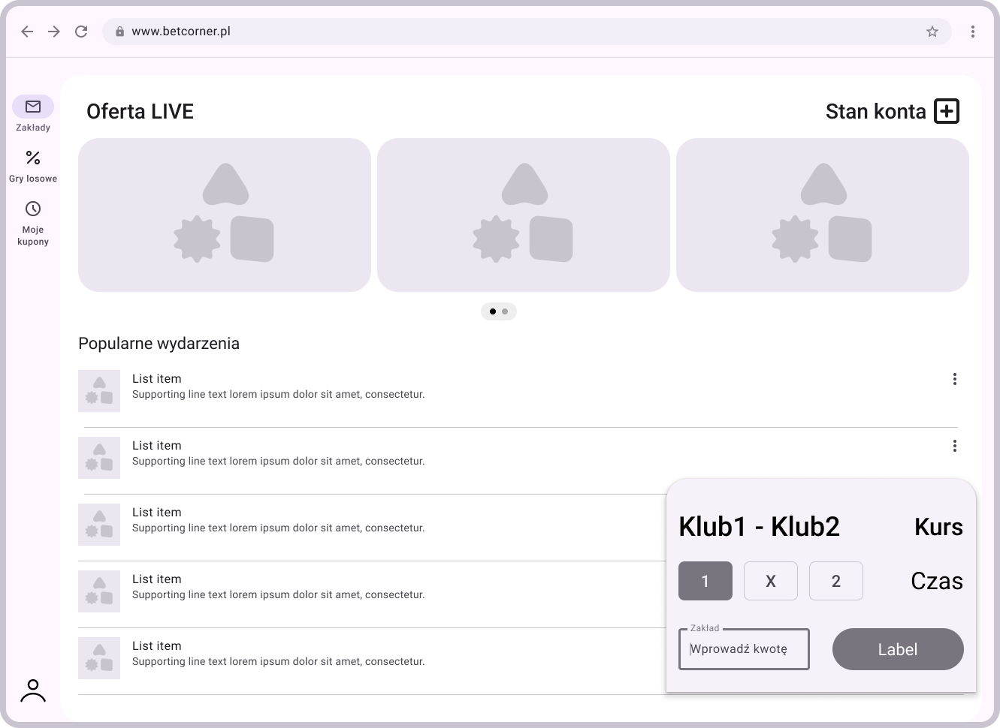 www.betcorner.pl
Zakłady
Gry losowe
Moje
kupony
Oferta LIVE
Stan konta
Popularne wydarzenia
List item
Supporting line text lorem ipsum dolor sit amet, consectetur.
List item
Supporting line text lorem ipsum dolor sit amet, consectetur.
List item
Supporting line text lorem ipsum dolor sit amet, consectetur.
List item
Supporting line text lorem ipsum dolor sit amet, consectetur.
List item
Supporting line text lorem ipsum dolor sit amet, consectetur.
Klub1 - Klub2
Kurs
1
X
2
Czas
Zakład
Wprowadź kwotę
Label